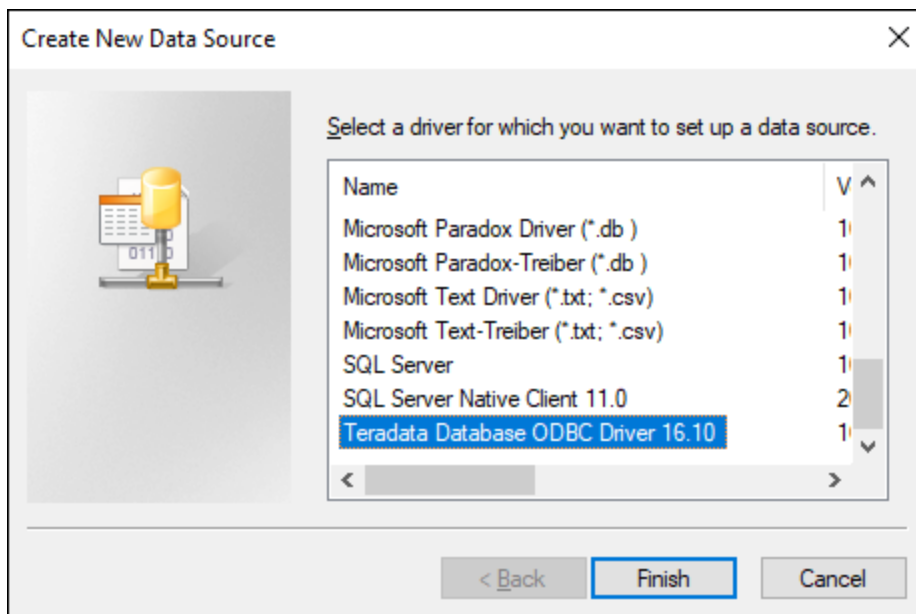 Create New Data Source
Select a driver for which you want to set up a data source.
Name V
Microsoft Paradox Driver (*.db )
Microsoft Paradox-Treiber (*.db )
Microsoft Text Driver (*.txt; *.csv)
Microsoft Text-Treiber (*.txt; *.csv)
SQL Server
SQL Server Native Client 11.0
Teradata Database ODBC Driver 16.10
< Back Finish Cancel